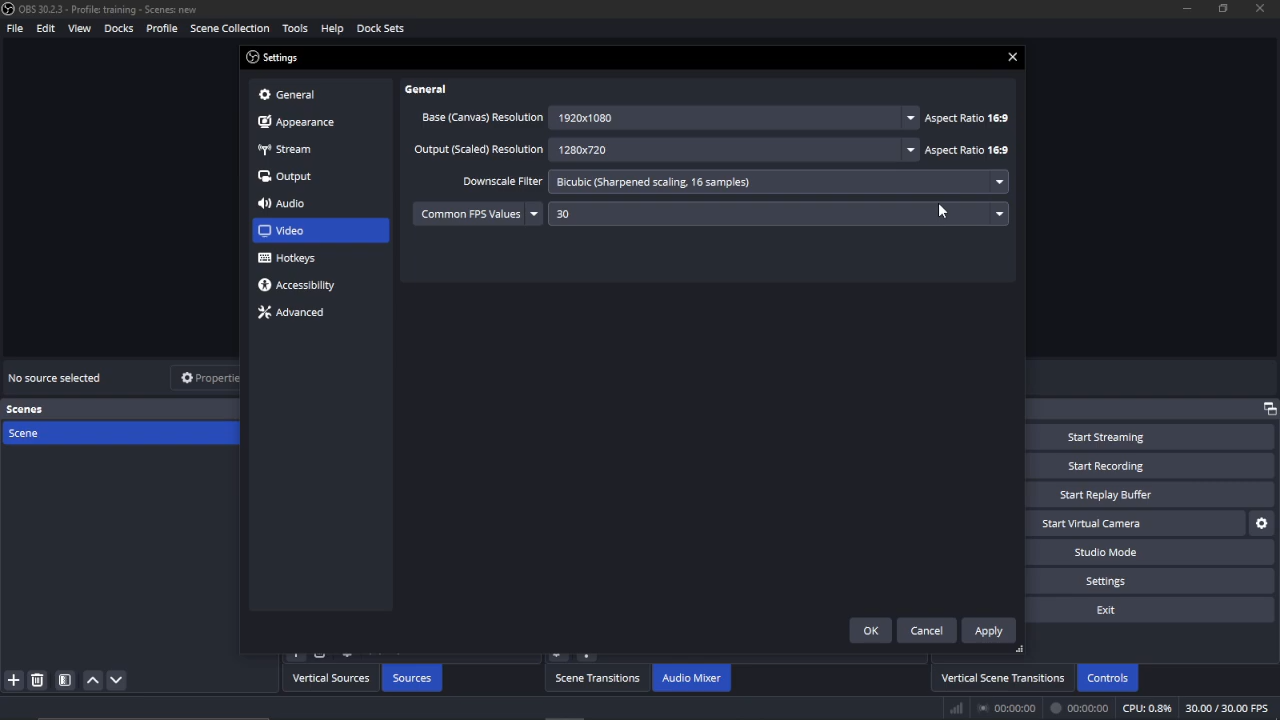 OBS 30.2.3 - Profile: training - Scenes: new
File Edit View Docks Profile Scene Collection Tools Help Dock Sets
Settings
General
Appearance
Stream
Output
Audio
Video
Hotkeys
Accessibility
Advanced
General
Base (Canvas) Resolution 1920x1080 Aspect Ratio 16:9
Output (Scaled) Resolution 1280x720 Aspect Ratio 16:9
Downscale Filter Bicubic (Sharpened scaling, 16 samples)
Common FPS Values 30
OK Cancel Apply
No source selected Propertie
Scenes
Scene
Start Streaming
Start Recording
Start Replay Buffer
Start Virtual Camera
Studio Mode
Settings
Exit
Vertical Sources Sources Scene Transitions Audio Mixer Vertical Scene Transitions Controls
00:00:00 00:00:00 CPU: 0.8% 30.00 / 30.00 FPS